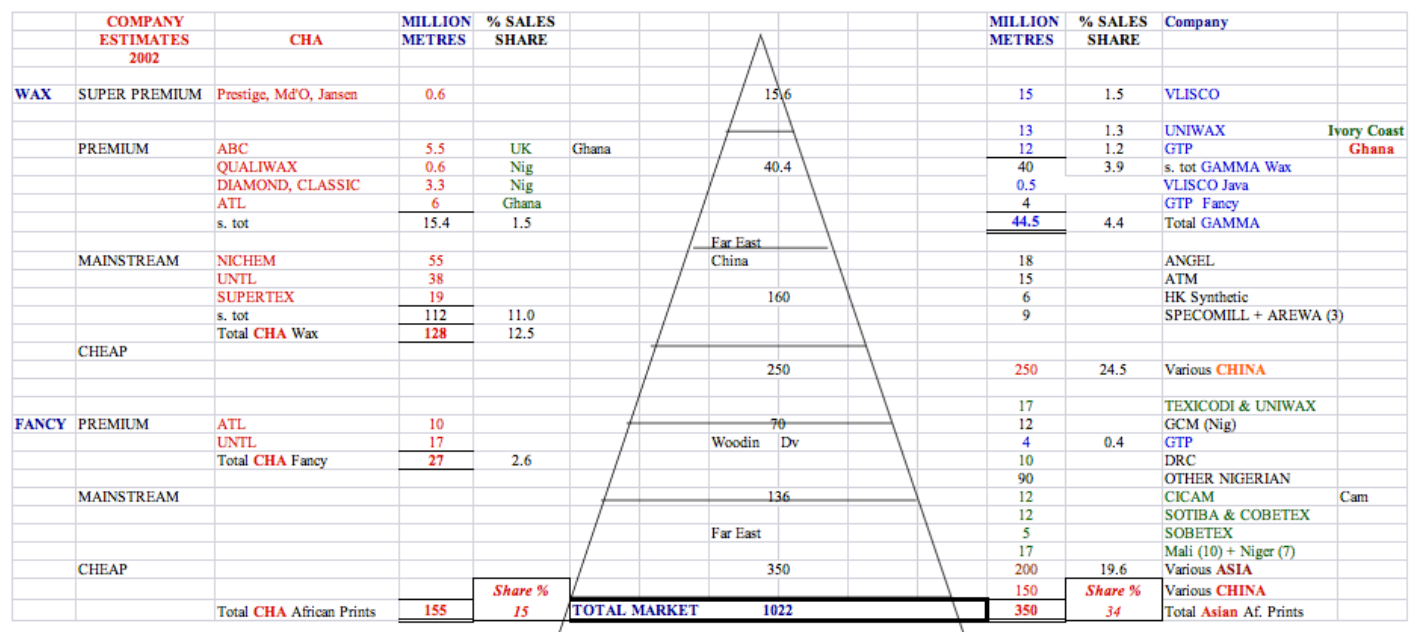 COMPANY MILLION % SALES MILLION % SALES Company
ESTIMATES CHA METRES SHARE METRES SHARE
2002
WAX SUPER PREMIUM Prestige, Md'O, Jansen 0.6 15.6 15 1.5 VLISCO
13 1.3 UNIWAX Ivory Coast
PREMIUM ABC 5.5 UK Ghana 12 1.2 GTP Ghana
QUALIWAX 0.6 Nig 40.4 40 3.9 s. tot GAMMA Wax
DIAMOND, CLASSIC 3.3 Nig 0.5 VLISCO Java
ATL 6 Ghana 4 GTP Fancy
s. tot 15.4 1.5 44.5 4.4 Total GAMMA
Far East
MAINSTREAM NICHEM 55 China 18 ANGEL
UNTL 38 15 ATM
SUPERTEX 19 160 6 HK Synthetic
s. tot 112 11.0 9 SPECOMILL + AREWA (3)
Total CHA Wax 128 12.5
CHEAP
250 250 24.5 Various CHINA
17 TEXICODI & UNIWAX
FANCY PREMIUM ATL 10 70 12 GCM (Nig)
UNTL 17 Woodin Dv 4 0.4 GTP
Total CHA Fancy 27 2.6 10 DRC
90 OTHER NIGERIAN
MAINSTREAM 136 12 CICAM Cam
12 SOTIBA & COBETEX
Far East 5 SOBETEX
17 Mali (10) + Niger (7)
CHEAP 350 200 19.6 Various ASIA
Share % 150 Share % Various CHINA
Total CHA African Prints 155 15 TOTAL MARKET 1022 350 34 Total Asian Af. Prints